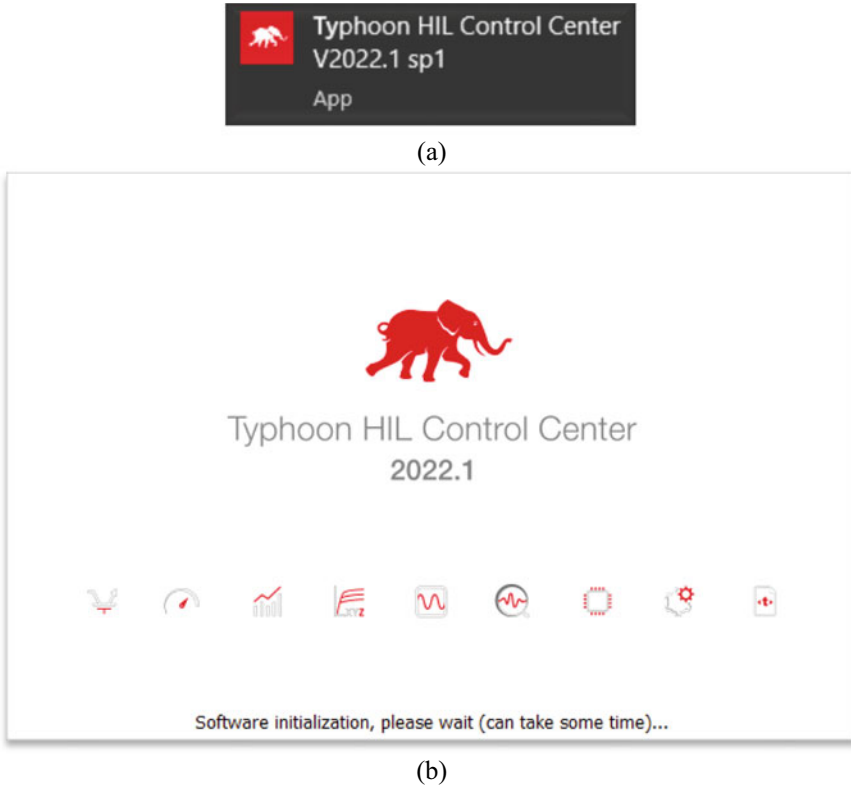 Typhoon HIL Control Center
V2022.1 sp1
App
(a)
Typhoon HIL Control Center
2022.1
XYZ
<t>
Software initialization, please wait (can take some time)...
(b)